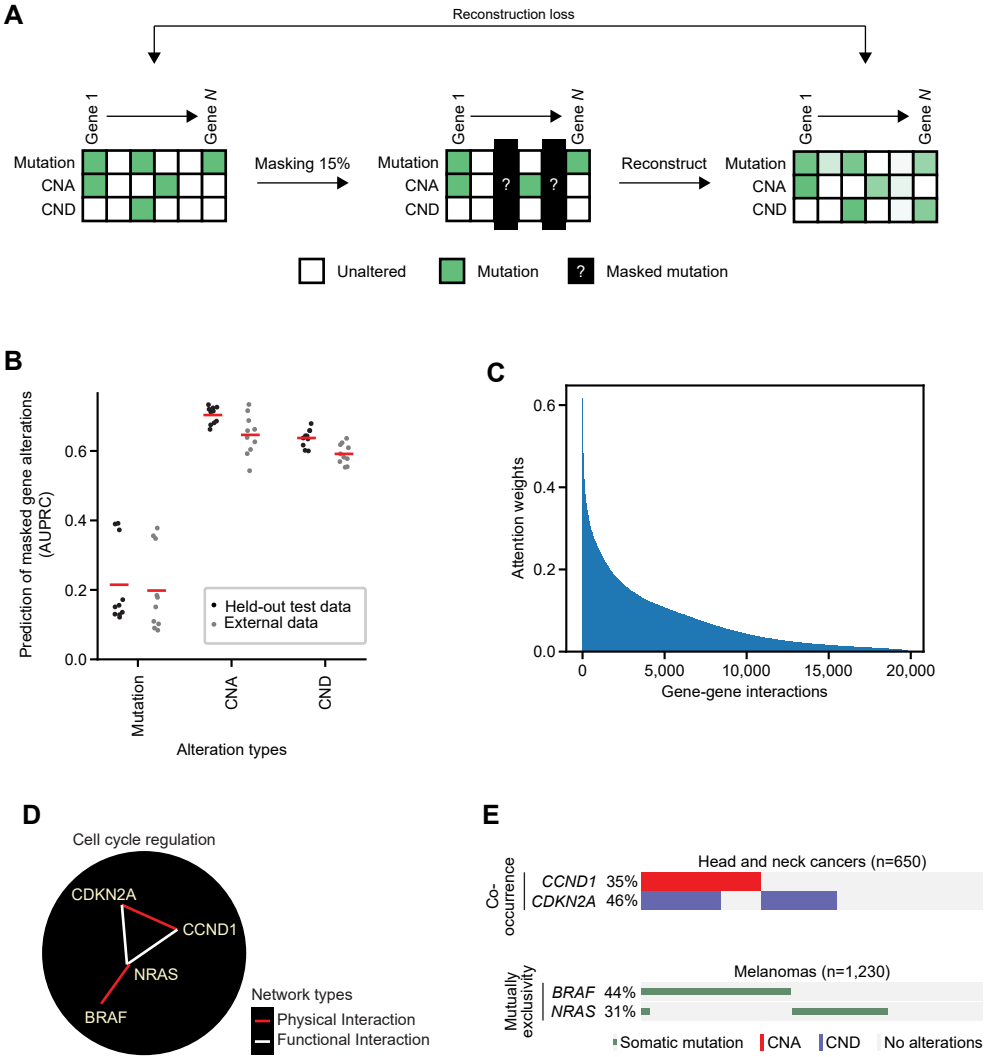 A
Reconstruction loss
Gene 1
Gene N
Gene 1
Gene N
Gene 1
Gene N
Mutation
CNA
CND
Masking 15%
Mutation
CNA
CND
?
?
Reconstruct
Mutation
CNA
CND
Unaltered
Mutation
?
Masked mutation
B
Prediction of masked gene alterations
(AUPRC)
0.6
0.4
0.2
0.0
Held-out test data
External data
Mutation
CNA
CND
Alteration types
C
Attention weights
0.6
0.4
0.2
0.0
0
5,000
10,000
15,000
20,000
Gene-gene interactions
D
Cell cycle regulation
CDKN2A
CCND1
NRAS
BRAF
Network types
Physical Interaction
Functional Interaction
E
Co-
occurrence
Head and neck cancers (n=650)
CCND1 35%
CDKN2A 46%
Mutually
exclusivity
Melanomas (n=1,230)
BRAF 44%
NRAS 31%
Somatic mutation
CNA
CND
No alterations